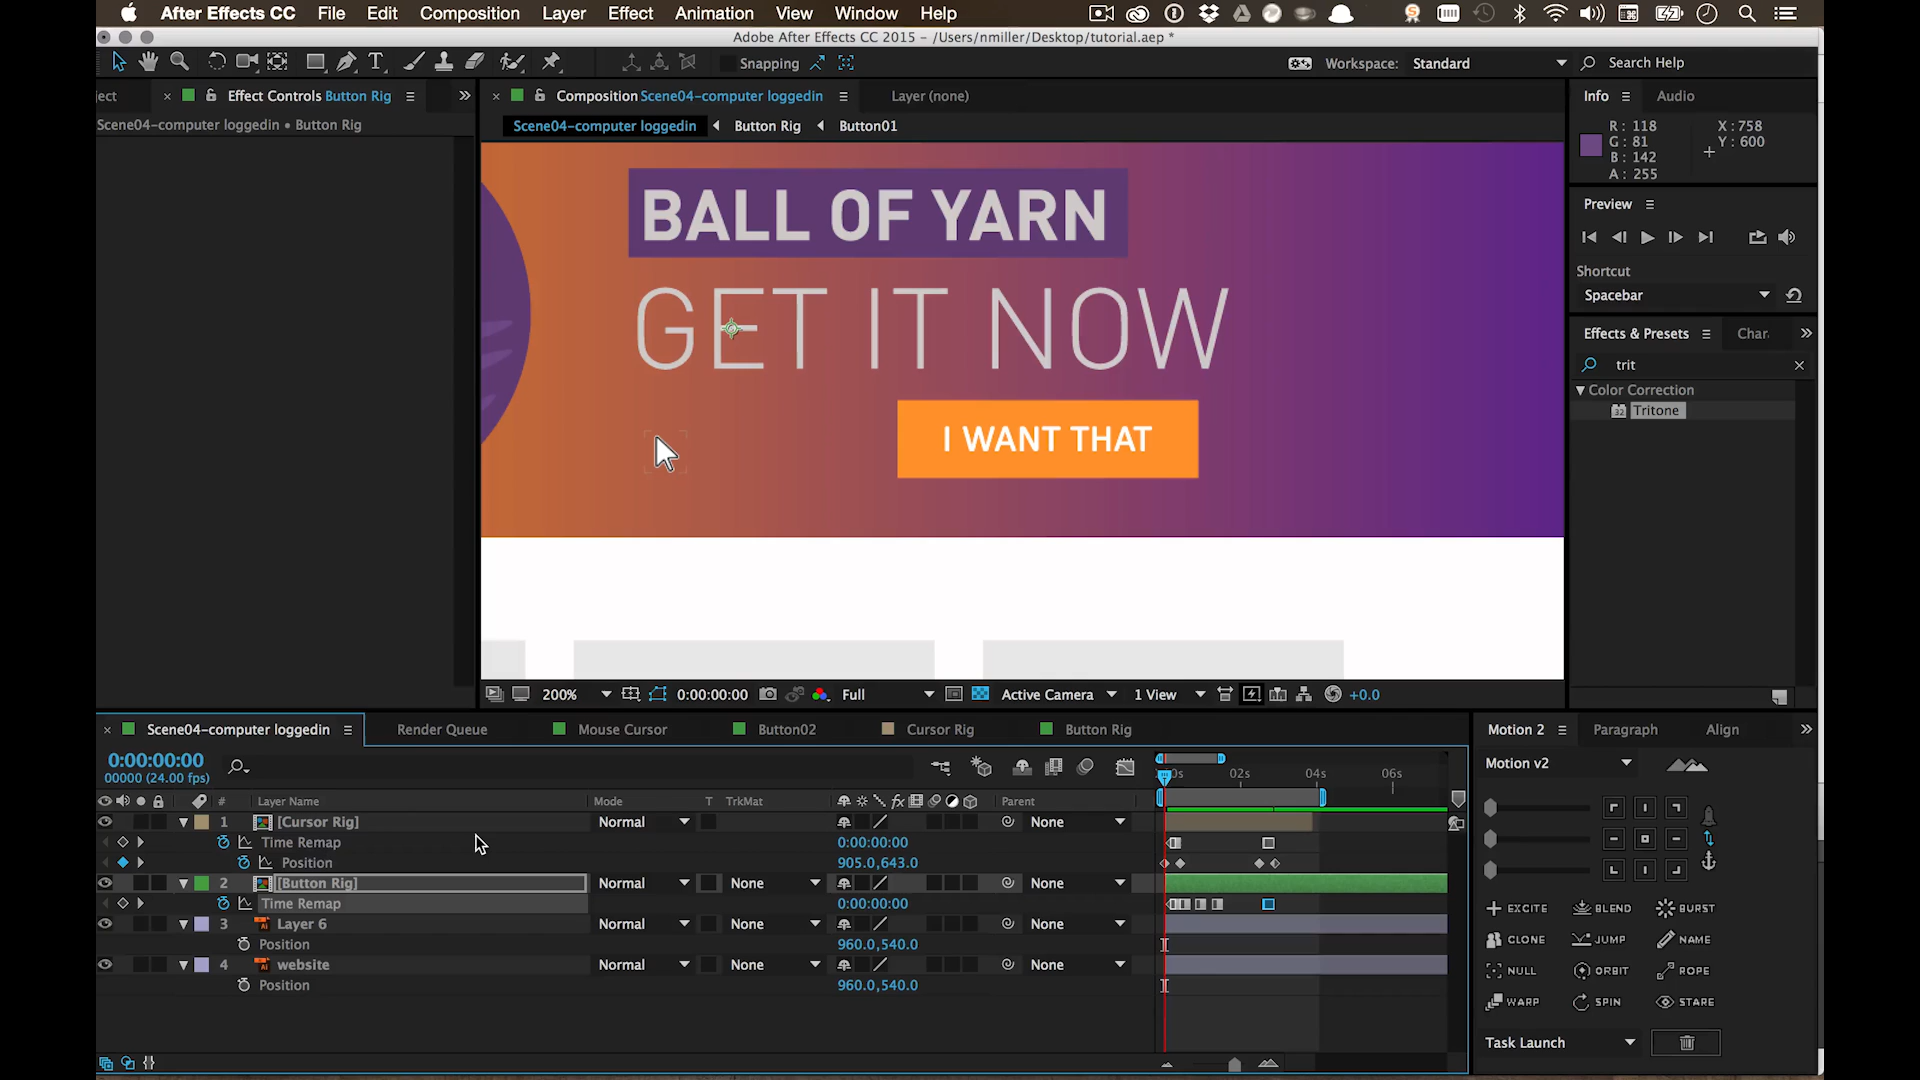 After Effects CC File Edit Composition Layer Effect Animation View Window Help
Adobe After Effects CC 2015 - /Users/nmiller/Desktop/tutorial.aep *
Snapping
Workspace: Standard
Search Help
ject
Effect Controls Button Rig
Composition Scene04-computer loggedin
Layer (none)
Info
Audio
Scene04-computer loggedin • Button Rig
Scene04-computer loggedin
Button Rig
Button01
R: 118
G: 81
B: 142
A: 255
X: 758
Y: 600
BALL OF YARN
GET IT NOW
I WANT THAT
Preview
Shortcut
Spacebar
Effects & Presets
Char
trit
Color Correction
32
Tritone
200%
0:00:00:00
Full
Active Camera
1 View
+0.0
Scene04-computer loggedin
Render Queue
Mouse Cursor
Button02
Cursor Rig
Button Rig
Motion 2
Paragraph
Align
0:00:00:00
00000 (24.00 fps)
02s
04s
06s
Motion v2
# Layer Name Mode T TrkMat fx Parent
1 [Cursor Rig] Normal None
Time Remap 0:00:00:00
Position 905.0,643.0
2 [Button Rig] Normal None None
Time Remap 0:00:00:00
3 Ai Layer 6 Normal None None
Position 960.0,540.0
4 Ai website Normal None None
Position 960.0,540.0
EXCITE BLEND BURST
CLONE JUMP NAME
NULL ORBIT ROPE
WARP SPIN STARE
Task Launch